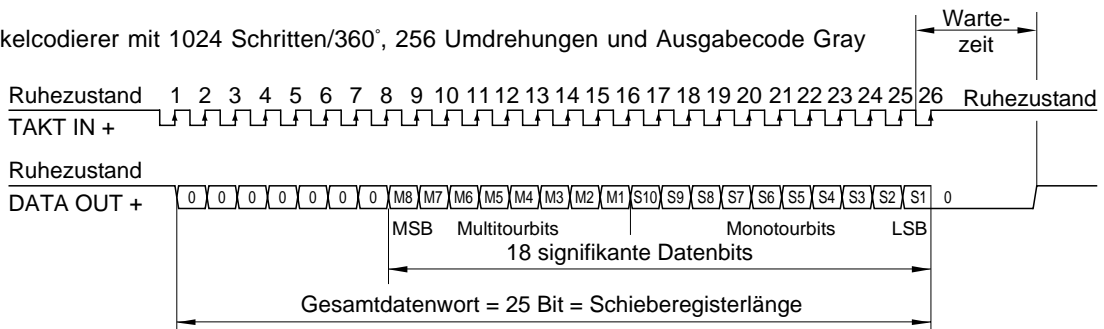 Warte-
zeit
kelcodierer mit 1024 Schritten/360°, 256 Umdrehungen und Ausgabecode Gray
Ruhezustand 1 2 3 4 5 6 7 8 9 10 11 12 13 14 15 16 17 18 19 20 21 22 23 24 25 26 Ruhezustand
TAKT IN +
Ruhezustand
DATA OUT + 0 0 0 0 0 0 0 M8 M7 M6 M5 M4 M3 M2 M1 S10 S9 S8 S7 S6 S5 S4 S3 S2 S1 0
MSB Multitourbits Monotourbits LSB
18 signifikante Datenbits
Gesamtdatenwort = 25 Bit = Schieberegisterlänge